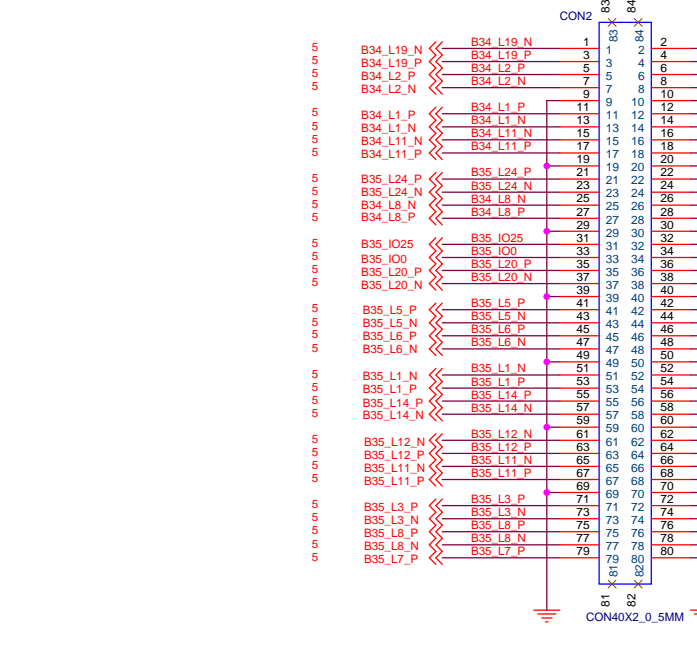 83 84
CON2
83 84
5 B34_L19_N B34_L19_N 1 1 2 2
5 B34_L19_P B34_L19_P 3 3 4 4
5 B34_L2_P B34_L2_P 5 5 6 6
5 B34_L2_N B34_L2_N 7 7 8 8
9 9 10 10
5 B34_L1_P B34_L1_P 11 11 12 12
5 B34_L1_N B34_L1_N 13 13 14 14
5 B34_L11_N B34_L11_N 15 15 16 16
5 B34_L11_P B34_L11_P 17 17 18 18
19 19 20 20
5 B35_L24_P B35_L24_P 21 21 22 22
5 B35_L24_N B35_L24_N 23 23 24 24
5 B34_L8_N B34_L8_N 25 25 26 26
5 B34_L8_P B34_L8_P 27 27 28 28
29 29 30 30
5 B35_IO25 B35_IO25 31 31 32 32
5 B35_IO0 B35_IO0 33 33 34 34
5 B35_L20_P B35_L20_P 35 35 36 36
5 B35_L20_N B35_L20_N 37 37 38 38
39 39 40 40
5 B35_L5_P B35_L5_P 41 41 42 42
5 B35_L5_N B35_L5_N 43 43 44 44
5 B35_L6_P B35_L6_P 45 45 46 46
5 B35_L6_N B35_L6_N 47 47 48 48
49 49 50 50
5 B35_L1_N B35_L1_N 51 51 52 52
5 B35_L1_P B35_L1_P 53 53 54 54
5 B35_L14_P B35_L14_P 55 55 56 56
5 B35_L14_N B35_L14_N 57 57 58 58
59 59 60 60
5 B35_L12_N B35_L12_N 61 61 62 62
5 B35_L12_P B35_L12_P 63 63 64 64
5 B35_L11_N B35_L11_N 65 65 66 66
5 B35_L11_P B35_L11_P 67 67 68 68
69 69 70 70
5 B35_L3_P B35_L3_P 71 71 72 72
5 B35_L3_N B35_L3_N 73 73 74 74
5 B35_L8_P B35_L8_P 75 75 76 76
5 B35_L8_N B35_L8_N 77 77 78 78
5 B35_L7_P B35_L7_P 79 79 80 80
81 82
81 82
CON40X2_0_5MM